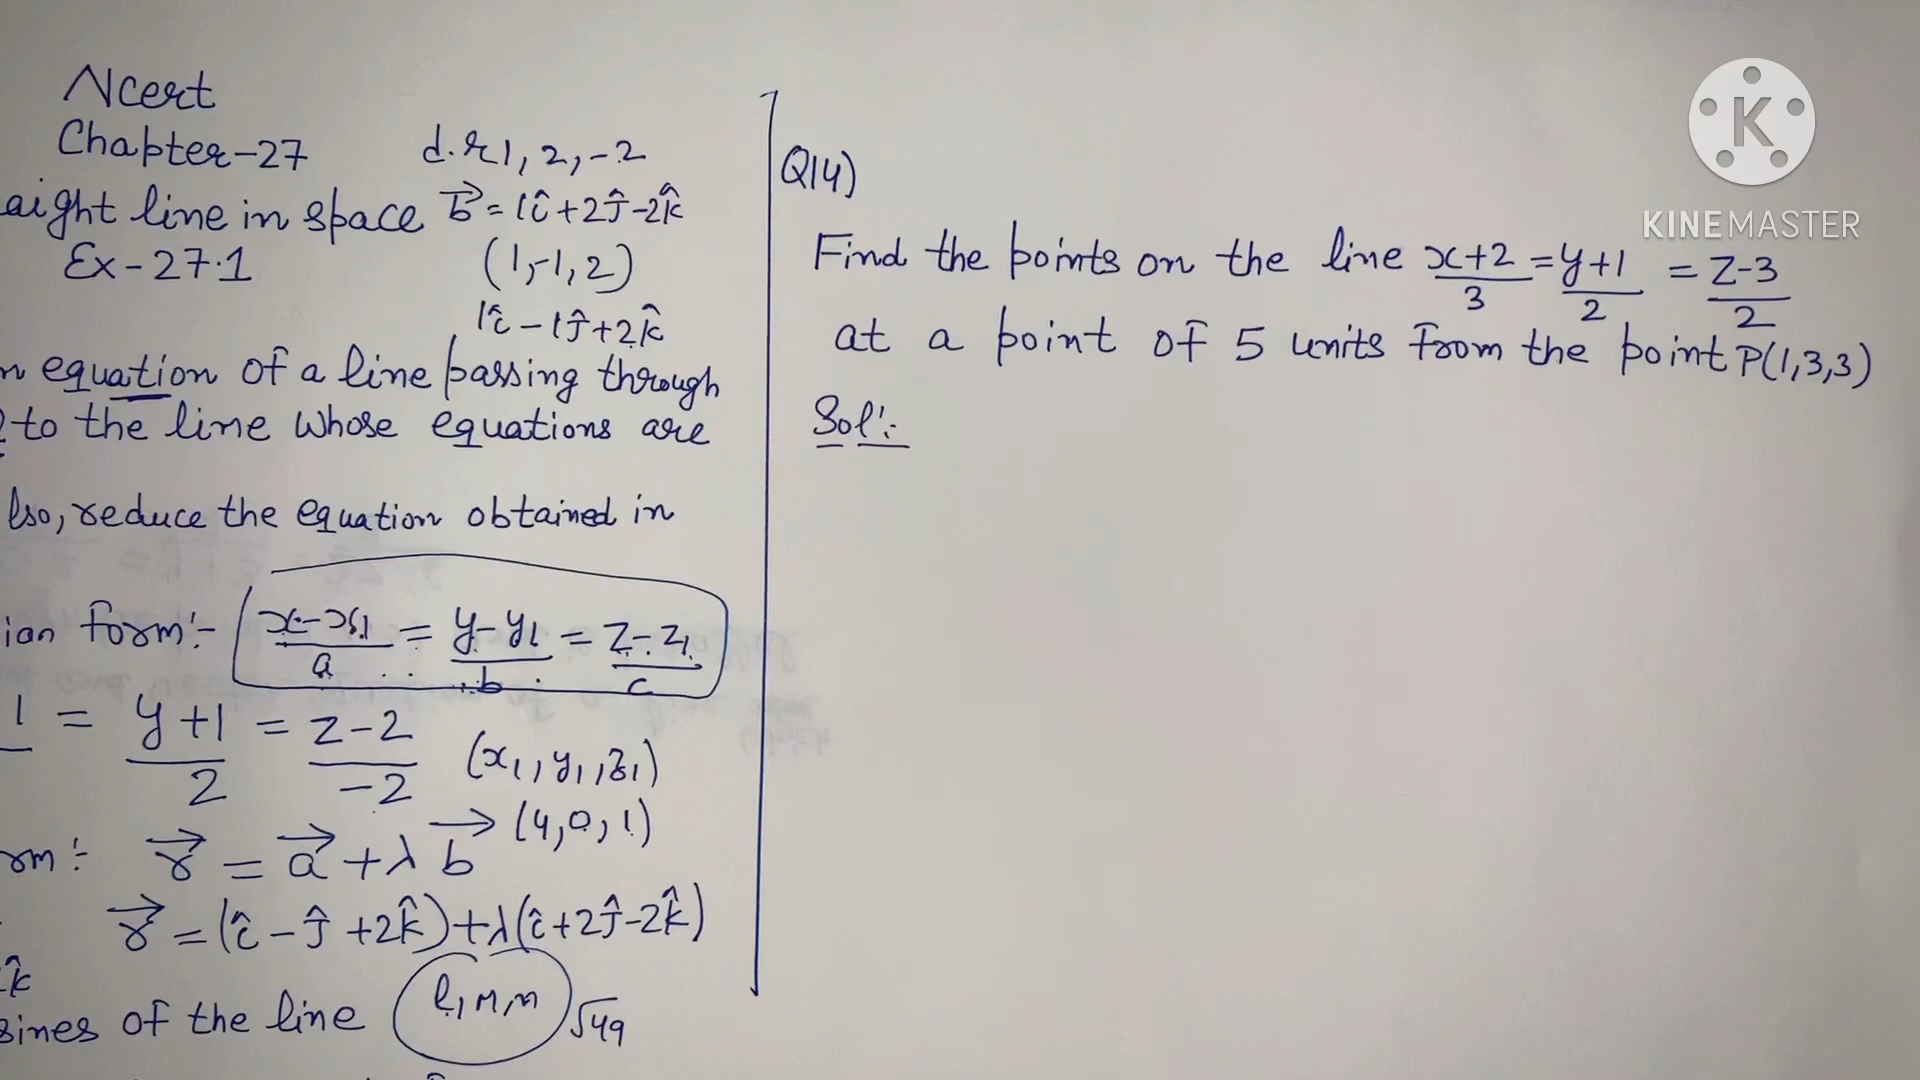 Ncert
Chapter-27
d.r 1, 2, -2
aight line in space
b⃗ = 1î+2ĵ-2k̂
Ex-27.1
(1,-1,2)
1î-1ĵ+2k̂
equation of a line passing through
to the line whose equations are
lso, reduce the equation obtained in
ian form:- x-x1/a = y-y1/b = z-z1/c
1 = y+1/2 = z-2/-2
(x1, y1, z1)
(4,0,1)
rm:- r⃗ = a⃗ + λ b⃗
r⃗ = (î-ĵ+2k̂)+λ(î+2ĵ-2k̂)
k̂
sines of the line
l,m,n
√49
Q14)
Find the points on the line x+2/3 = y+1/2 = z-3/2
at a point of 5 units from the point P(1,3,3)
Sol:-
K
KINEMASTER